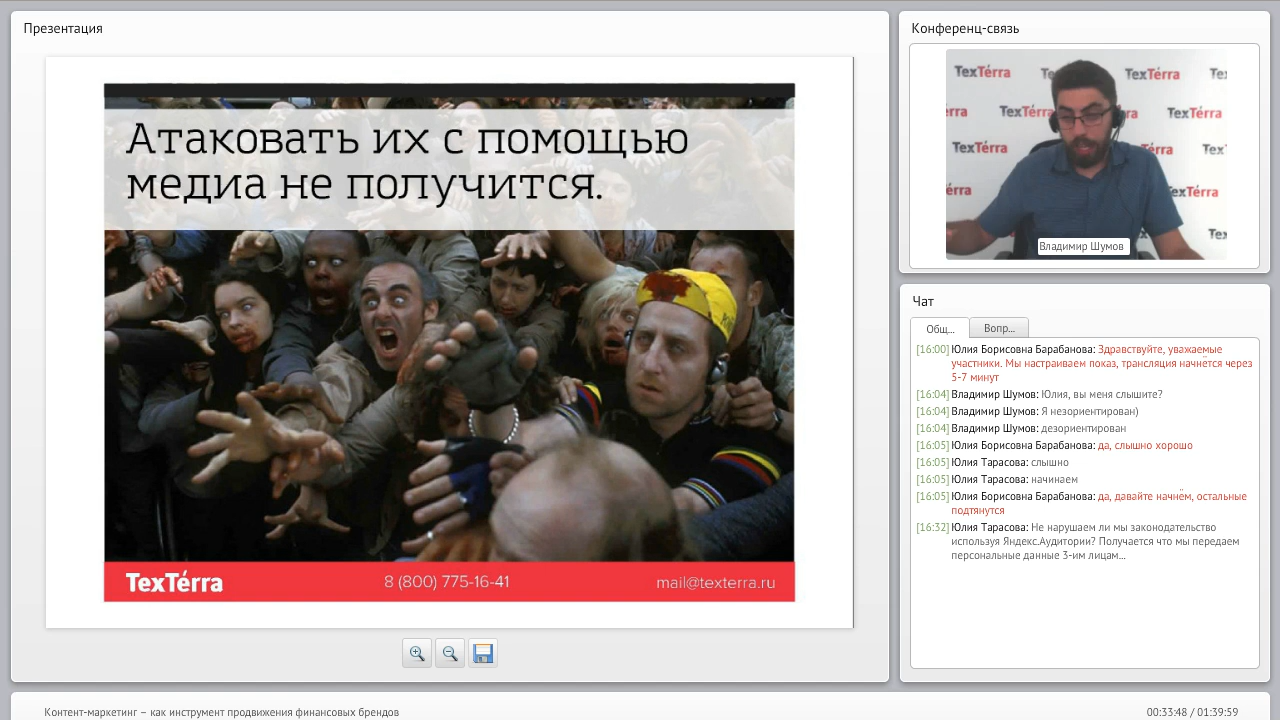 Презентация
Атаковать их с помощью
медиа не получится.
TexTérra
8 (800) 775-16-41
mail@texterra.ru
Контент-маркетинг – как инструмент продвижения финансовых брендов
00:33:48 / 01:39:59
Конференц-связь
TexTérra
TexTérra
TexTérra
TexTérra
TexTérra
Владимир Шумов
Чат
Общ...
Вопр...
[16:00] Юлия Борисовна Барабанова: Здравствуйте, уважаемые
участники. Мы настраиваем показ, трансляция начнётся через
5-7 минут
[16:04] Владимир Шумов: Юлия, вы меня слышите?
[16:04] Владимир Шумов: Я незориентирован)
[16:04] Владимир Шумов: дезориентирован
[16:05] Юлия Борисовна Барабанова: да, слышно хорошо
[16:05] Юлия Тарасова: слышно
[16:05] Юлия Тарасова: начинаем
[16:05] Юлия Борисовна Барабанова: да, давайте начнём, остальные
подтянутся
[16:32] Юлия Тарасова: Не нарушаем ли мы законодательство
используя Яндекс.Аудитории? Получается что мы передаем
персональные данные 3-им лицам...